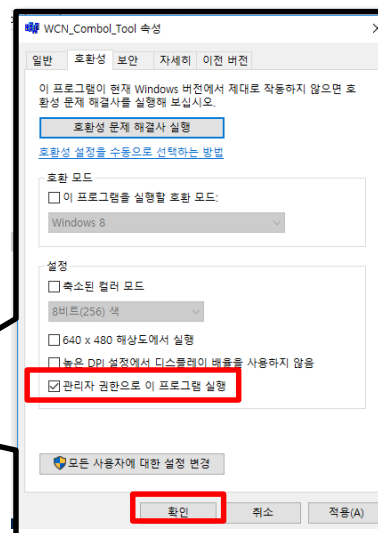 WCN_Combol_Tool 속성
일반 호환성 보안 자세히 이전 버전
이 프로그램이 현재 Windows 버전에서 제대로 작동하지 않으면 호
환성 문제 해결사를 실행해 보십시오.
호환성 문제 해결사 실행
호환성 설정을 수동으로 선택하는 방법
호환 모드
이 프로그램을 실행할 호환 모드:
Windows 8
설정
축소된 컬러 모드
8비트(256) 색
640 x 480 해상도에서 실행
높은 DPI 설정에서 디스플레이 배율을 사용하지 않음
관리자 권한으로 이 프로그램 실행
모든 사용자에 대한 설정 변경
확인 취소 적용(A)